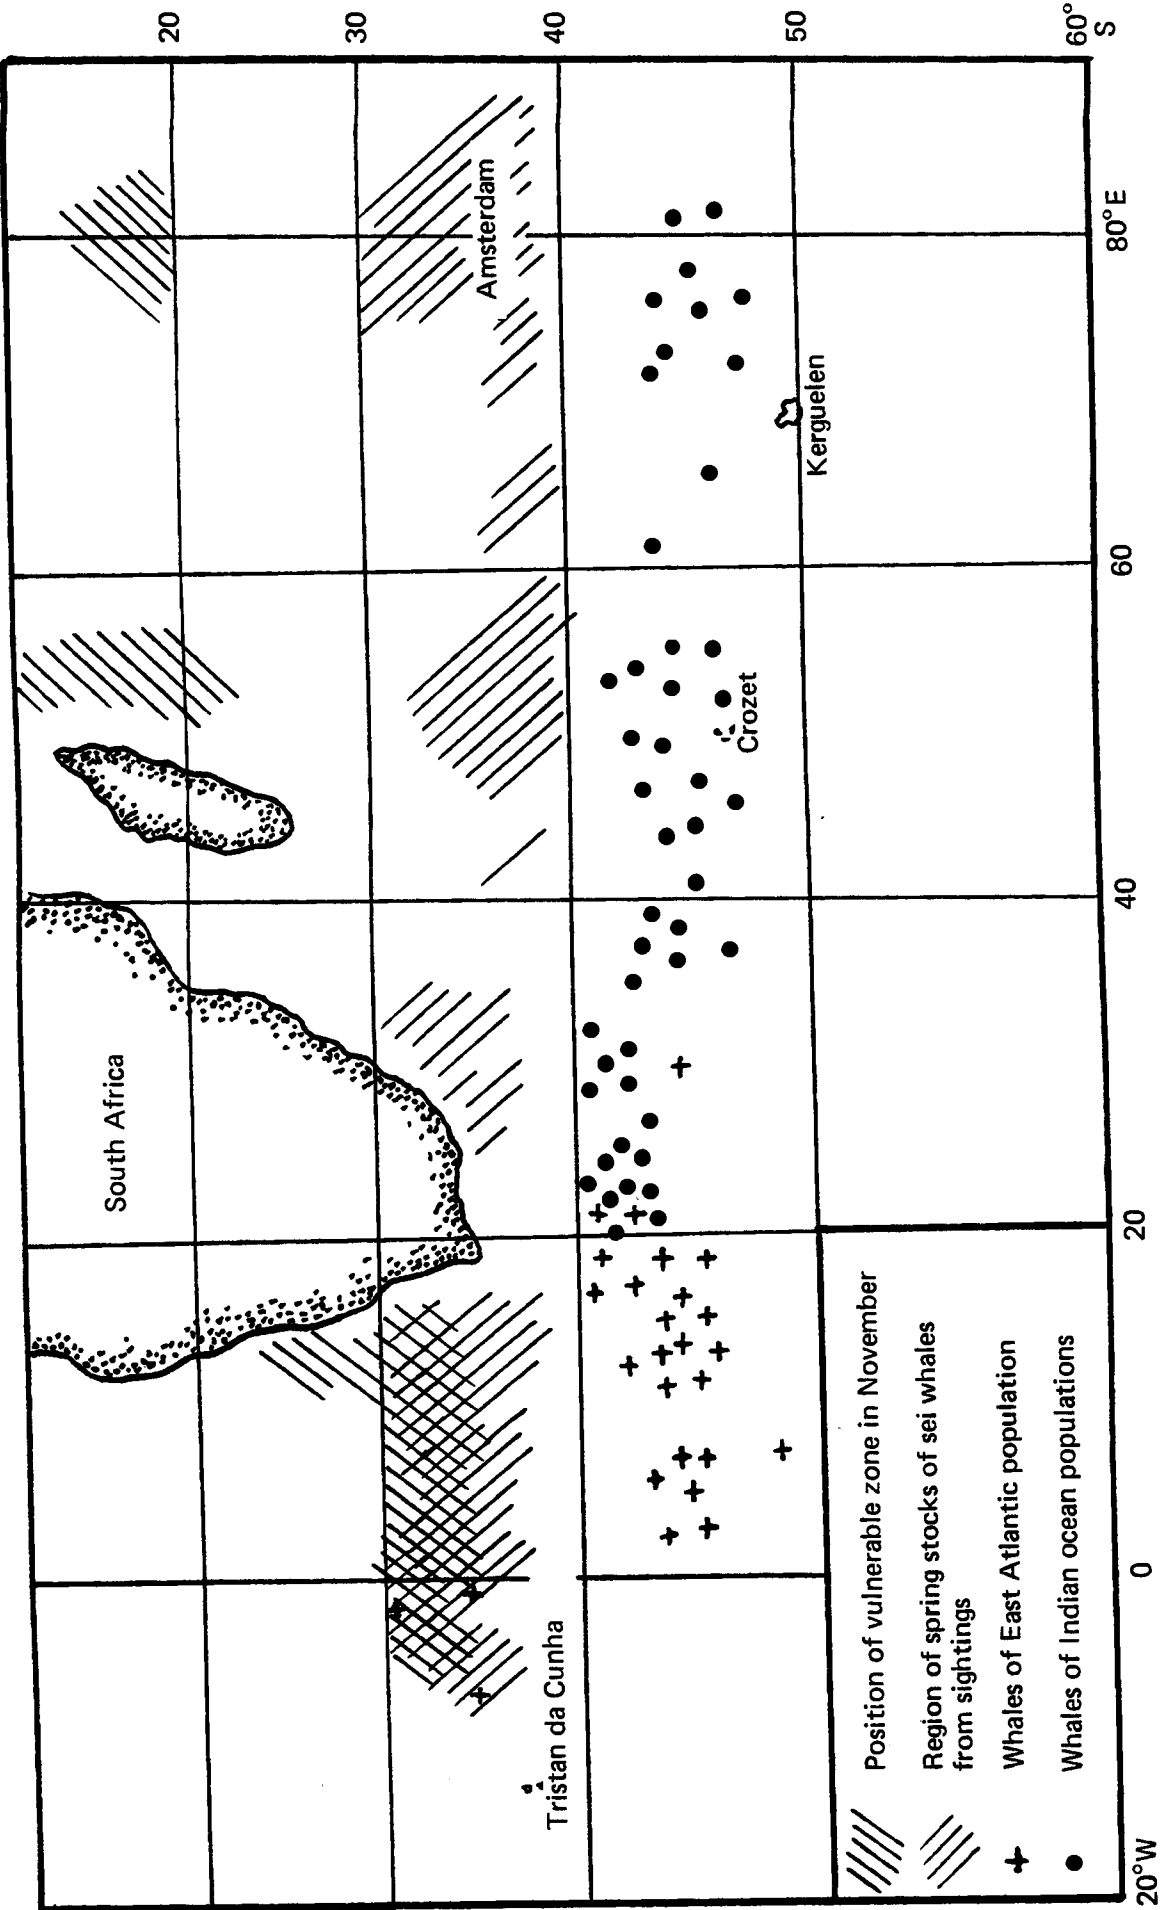 20
30
40
50
60°
S
80°E
60
40
20
0
20°W
South Africa
Amsterdam
Kerguelen
Crozet
Tristan da Cunha
Position of vulnerable zone in November
Region of spring stocks of sei whales
from sightings
Whales of East Atlantic population
Whales of Indian ocean populations